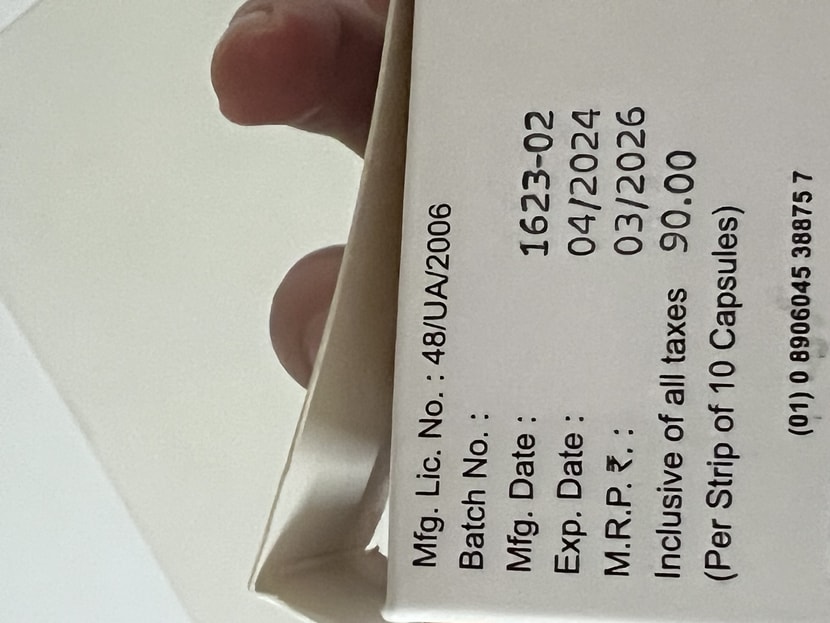 Mfg. Lic. No. : 48/UA/2006
Batch No. :
Mfg. Date : 1623-02
Exp. Date : 04/2024
M.R.P. ₹. : 03/2026
Inclusive of all taxes 90.00
(Per Strip of 10 Capsules)
(01) 0 8906045 38875 7